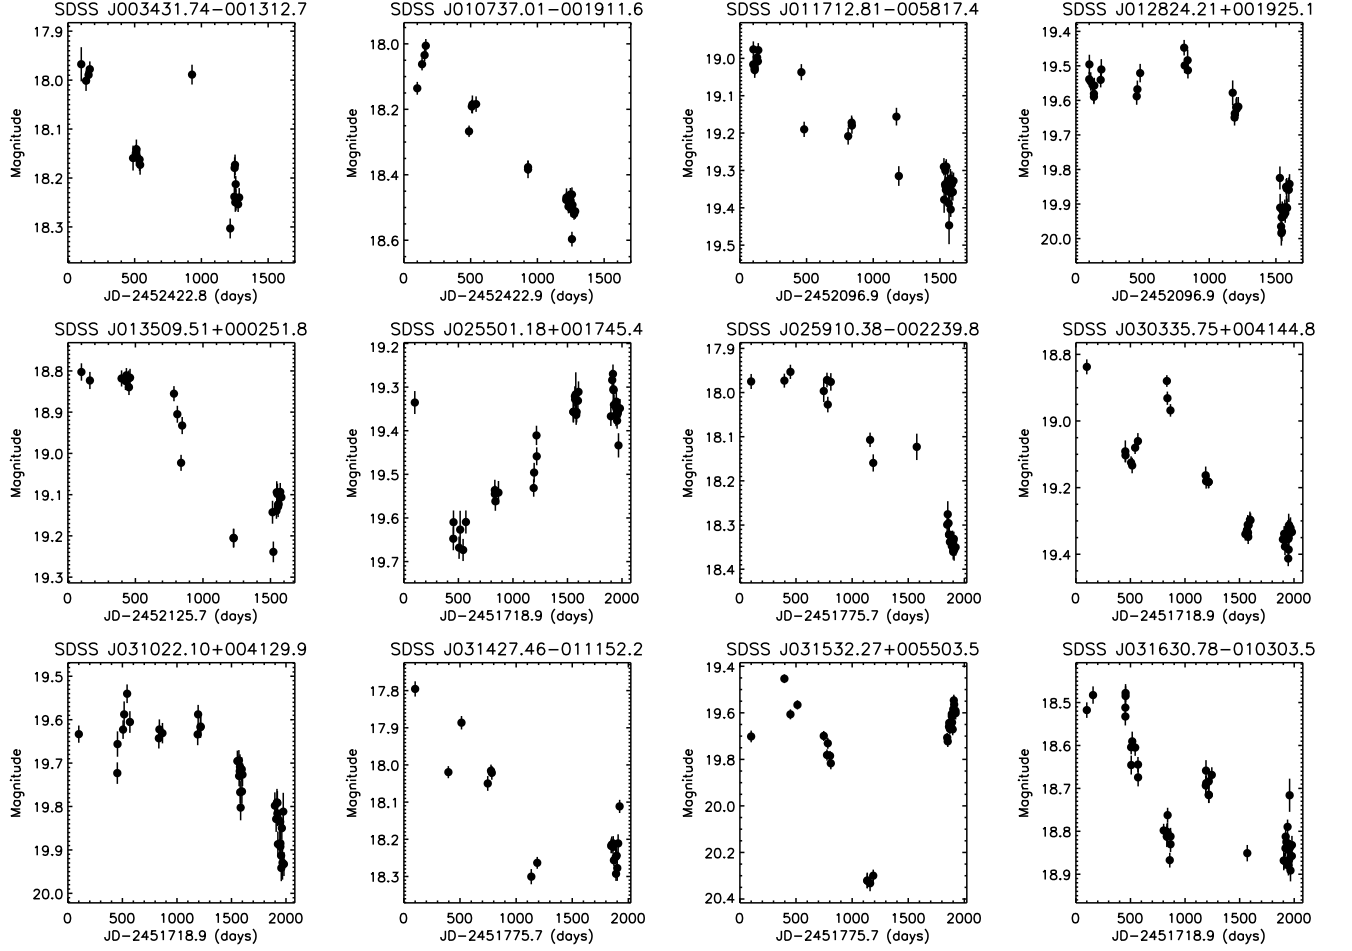 SDSS J003431.74−001312.7
Magnitude
17.9
18.0
18.1
18.2
18.3
0 500 1000 1500
JD−2452422.8 (days)
SDSS J010737.01−001911.6
Magnitude
18.0
18.2
18.4
18.6
0 500 1000 1500
JD−2452422.9 (days)
SDSS J011712.81−005817.4
Magnitude
19.0
19.1
19.2
19.3
19.4
19.5
0 500 1000 1500
JD−2452096.9 (days)
SDSS J012824.21+001925.1
Magnitude
19.4
19.5
19.6
19.7
19.8
19.9
20.0
0 500 1000 1500
JD−2452096.9 (days)
SDSS J013509.51+000251.8
Magnitude
18.8
18.9
19.0
19.1
19.2
19.3
0 500 1000 1500
JD−2452125.7 (days)
SDSS J025501.18+001745.4
Magnitude
19.2
19.3
19.4
19.5
19.6
19.7
0 500 1000 1500 2000
JD−2451718.9 (days)
SDSS J025910.38−002239.8
Magnitude
17.9
18.0
18.1
18.2
18.3
18.4
0 500 1000 1500 2000
JD−2451775.7 (days)
SDSS J030335.75+004144.8
Magnitude
18.8
19.0
19.2
19.4
0 500 1000 1500 2000
JD−2451718.9 (days)
SDSS J031022.10+004129.9
Magnitude
19.5
19.6
19.7
19.8
19.9
20.0
0 500 1000 1500 2000
JD−2451718.9 (days)
SDSS J031427.46−011152.2
Magnitude
17.8
17.9
18.0
18.1
18.2
18.3
0 500 1000 1500 2000
JD−2451775.7 (days)
SDSS J031532.27+005503.5
Magnitude
19.4
19.6
19.8
20.0
20.2
20.4
0 500 1000 1500 2000
JD−2451775.7 (days)
SDSS J031630.78−010303.5
Magnitude
18.5
18.6
18.7
18.8
18.9
0 500 1000 1500 2000
JD−2451718.9 (days)